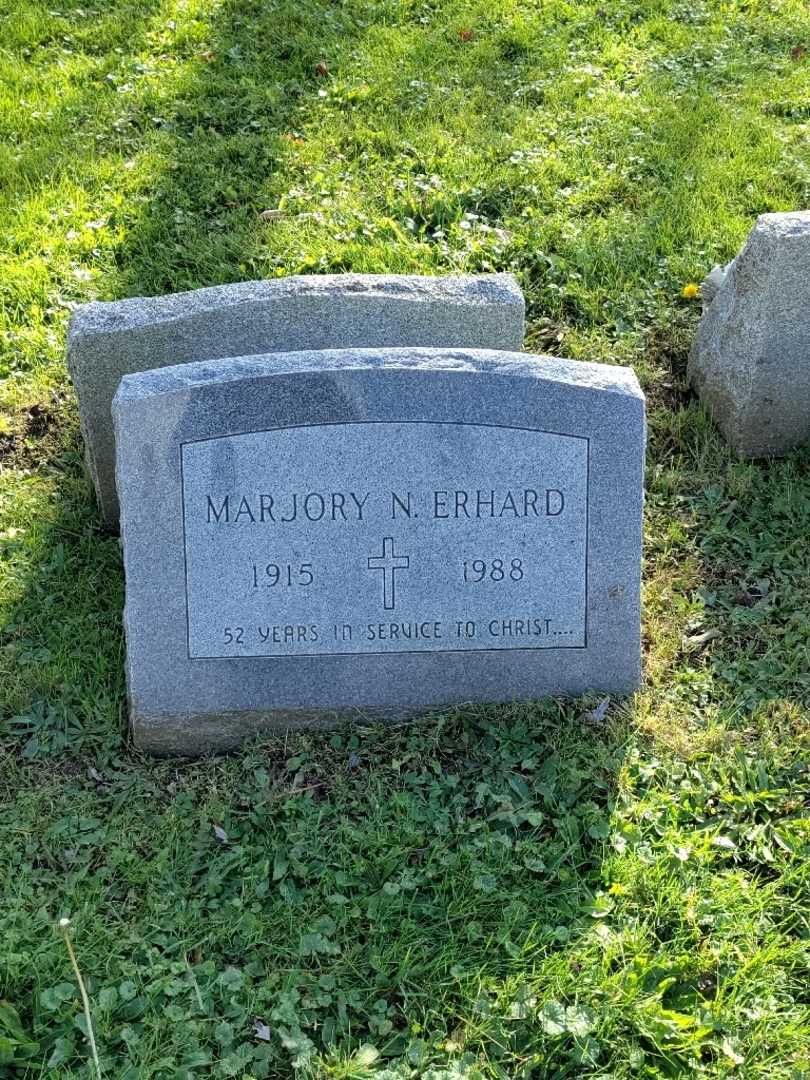 MARJORY N. ERHARD
1915 1988
52 YEARS IN SERVICE TO CHRIST....